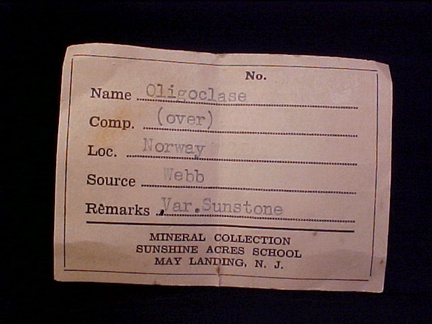 No.
Name Oligoclase
Comp. (over)
Loc. Norway
Source Webb
Remarks Var. Sunstone
MINERAL COLLECTION
SUNSHINE ACRES SCHOOL
MAY LANDING, N. J.